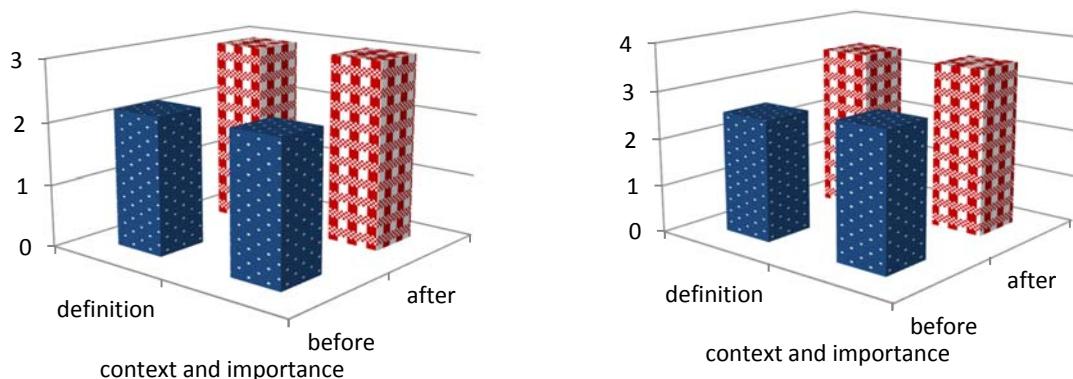 3
2
1
0
definition
after
before
context and importance
4
3
2
1
0
definition
after
before
context and importance